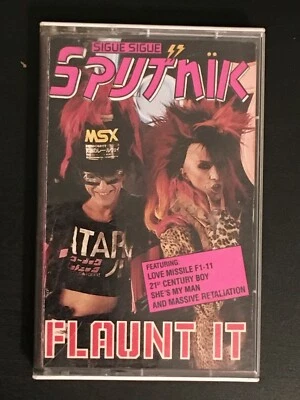 SIGUE SIGUE
SPUTNIK
MSX
ATAR
FEATURING
LOVE MISSILE F1-11
21ST CENTURY BOY
SHE'S MY MAN
AND MASSIVE RETALIATION
FLAUNT IT